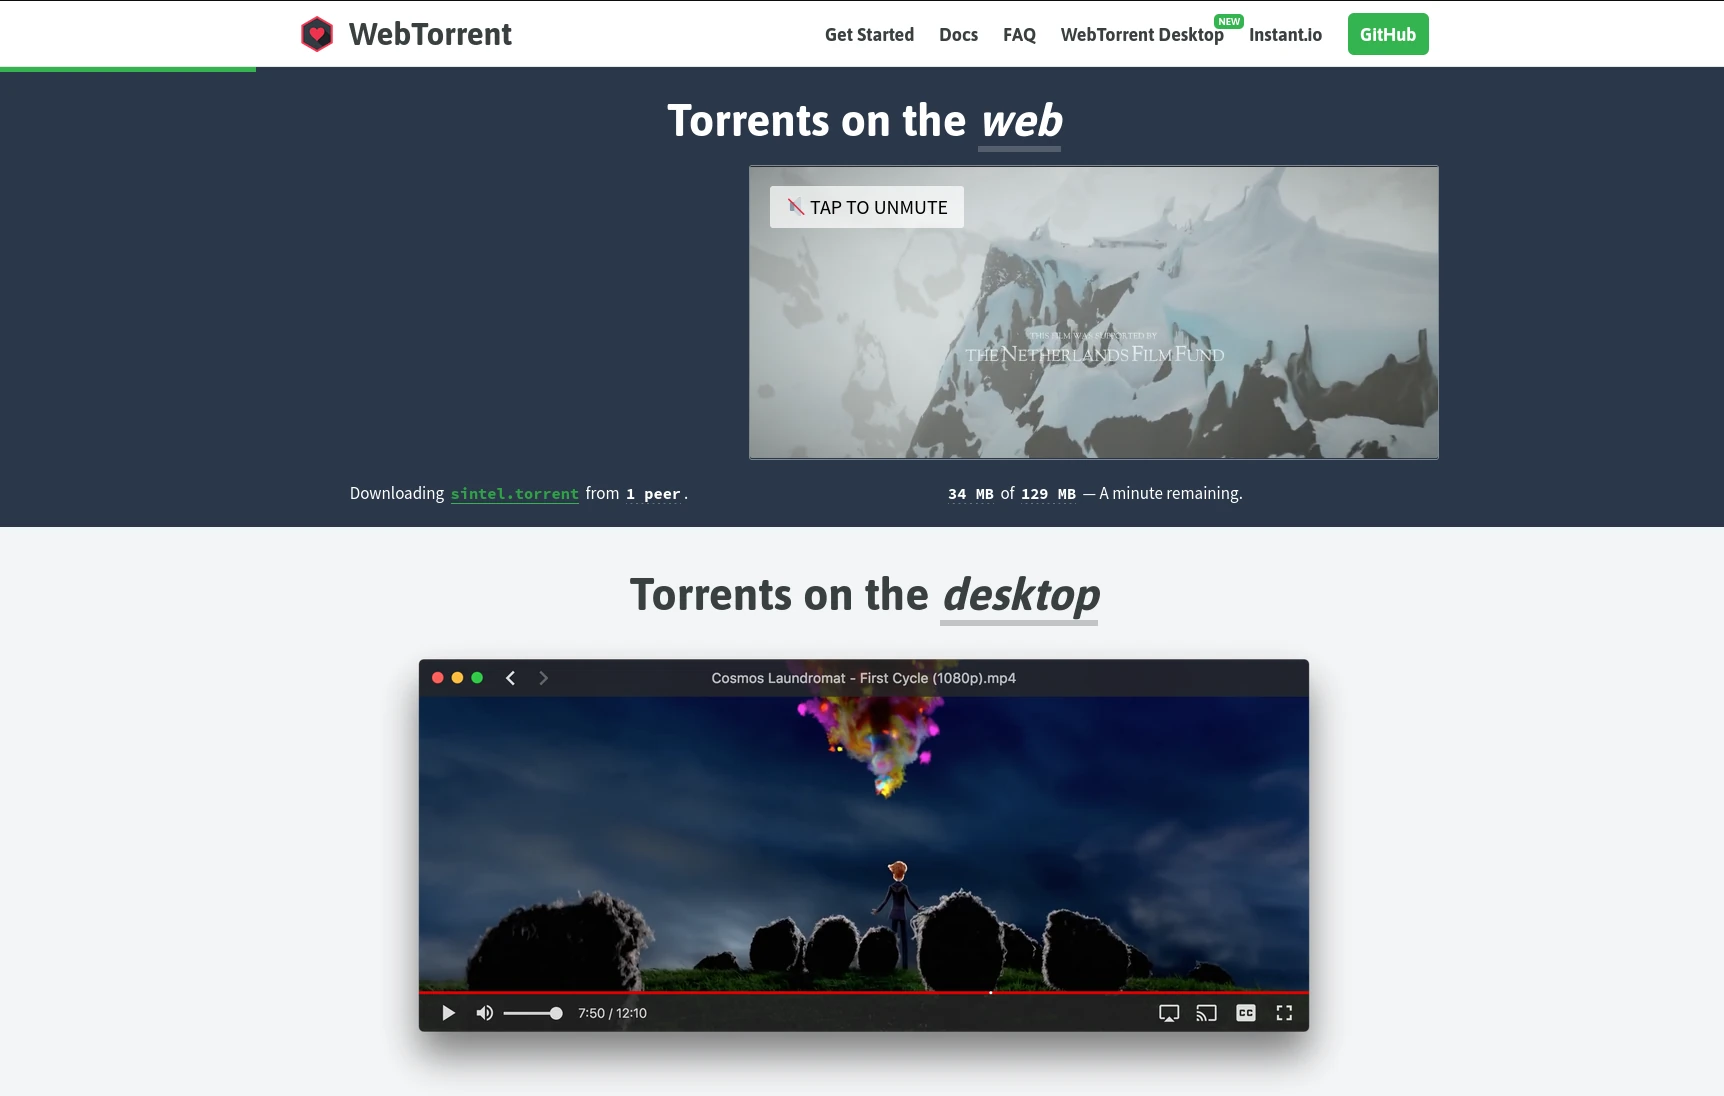 WebTorrent
Get Started Docs FAQ WebTorrent Desktop NEW Instant.io GitHub
Torrents on the web
TAP TO UNMUTE
THIS FILM WAS SUPPORTED BY
THE NETHERLANDS FILM FUND
Downloading sintel.torrent from 1 peer.
34 MB of 129 MB — A minute remaining.
Torrents on the desktop
Cosmos Laundromat - First Cycle (1080p).mp4
7:50 / 12:10
CC